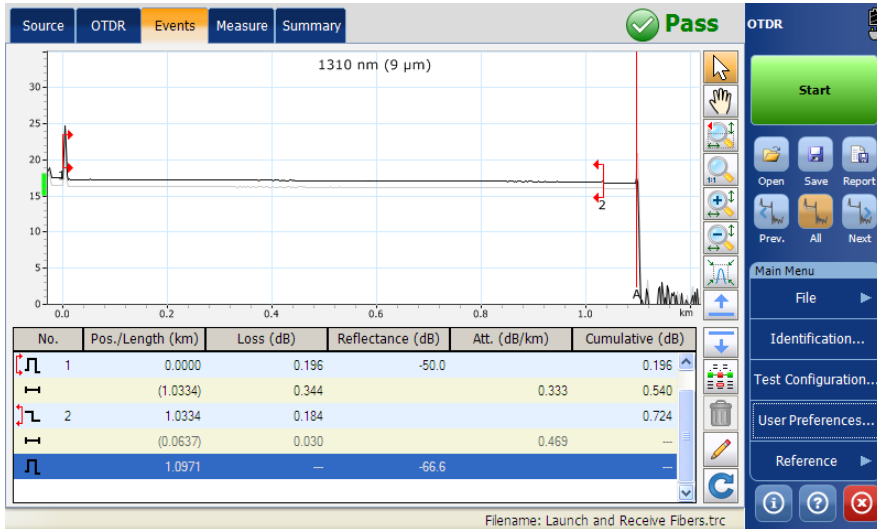 Source OTDR Events Measure Summary Pass
1310 nm (9 µm)
30
25
20
15
10
5
0
1
2
A
0.0 0.2 0.4 0.6 0.8 1.0 km
No. Pos./Length (km) Loss (dB) Reflectance (dB) Att. (dB/km) Cumulative (dB)
1 0.0000 0.196 -50.0 0.196
(1.0334) 0.344 0.333 0.540
2 1.0334 0.184 0.724
(0.0637) 0.030 0.469 ---
1.0971 --- -66.6 ---
Filename: Launch and Receive Fibers.trc
1:1
OTDR
Start
Open Save Report
Prev. All Next
Main Menu
File
Identification...
Test Configuration...
User Preferences...
Reference